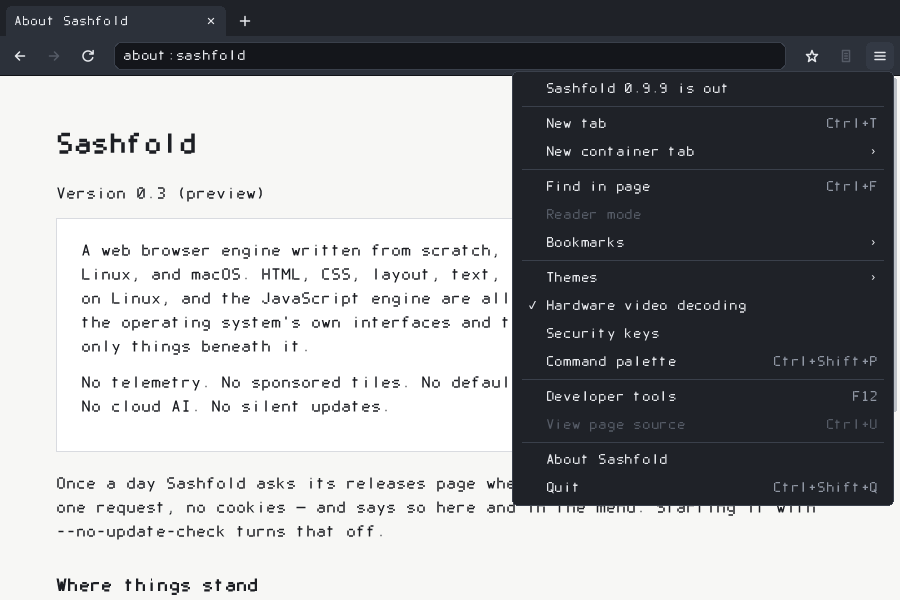 About Sashfold × +
about:sashfold
Sashfold 0.9.9 is out
New tab Ctrl+T
New container tab ›
Find in page Ctrl+F
Reader mode
Bookmarks ›
Themes ›
✓ Hardware video decoding
Security keys
Command palette Ctrl+Shift+P
Developer tools F12
View page source Ctrl+U
About Sashfold
Quit Ctrl+Shift+Q
Sashfold
Version 0.3 (preview)
A web browser engine written from scratch,
Linux, and macOS. HTML, CSS, layout, text,
on Linux, and the JavaScript engine are all
the operating system's own interfaces and
only things beneath it.
No telemetry. No sponsored tiles. No
No cloud AI. No silent updates.
Once a day Sashfold asks its releases page
one request, no cookies — and says so here and in the menu. Starting it with
--no-update-check turns that off.
Where things stand